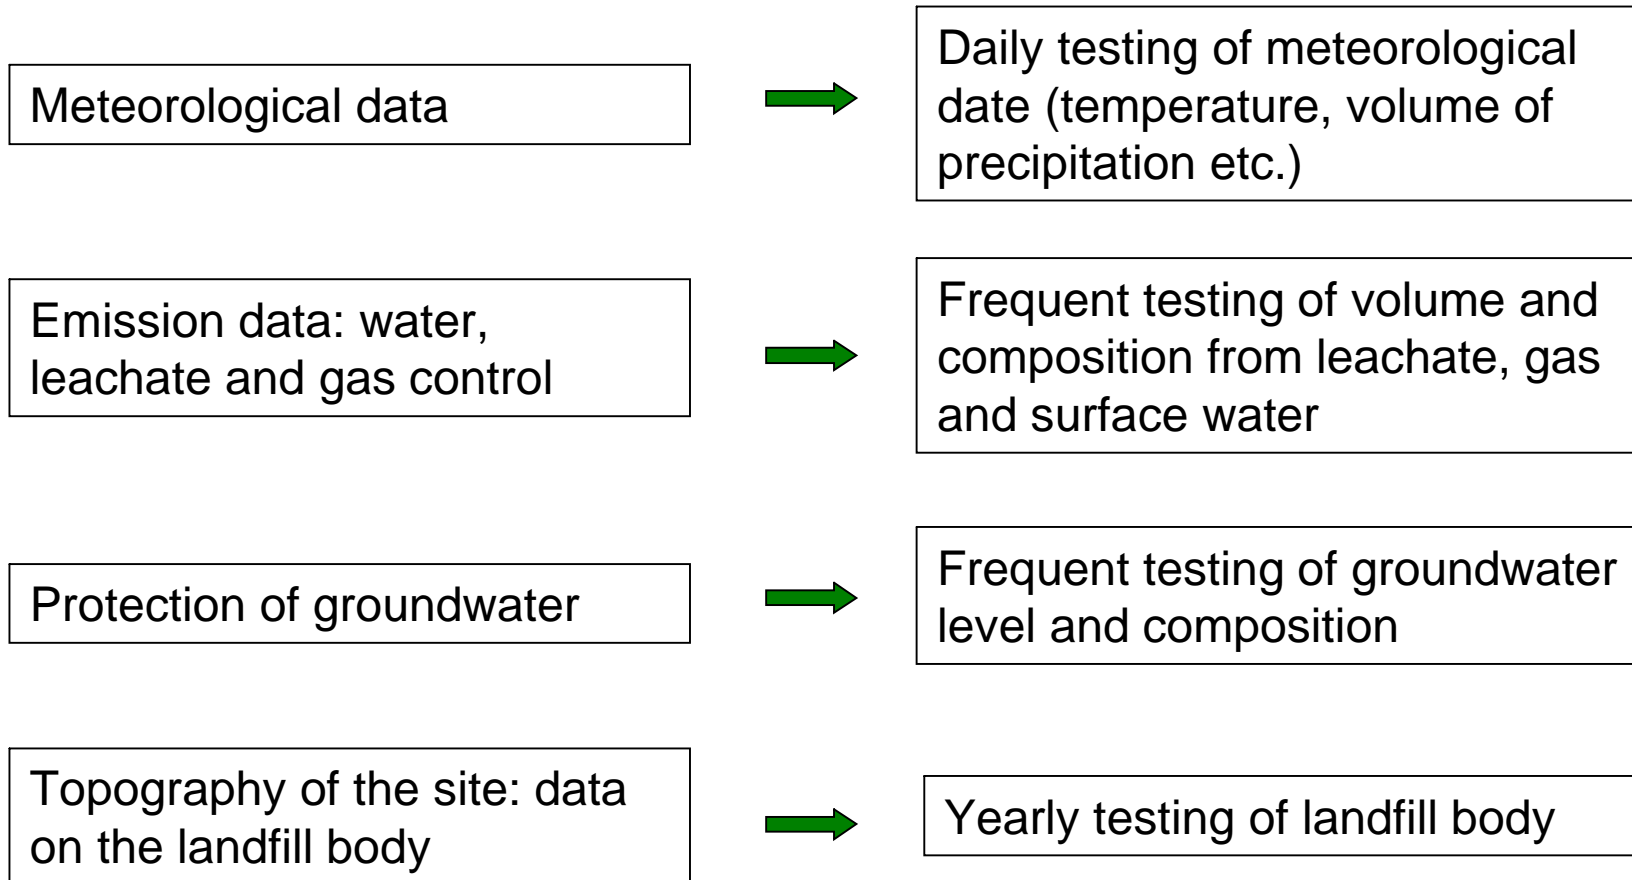 Meteorological data
Daily testing of meteorological
date (temperature, volume of
precipitation etc.)
Emission data: water,
leachate and gas control
Frequent testing of volume and
composition from leachate, gas
and surface water
Protection of groundwater
Frequent testing of groundwater
level and composition
Topography of the site: data
on the landfill body
Yearly testing of landfill body